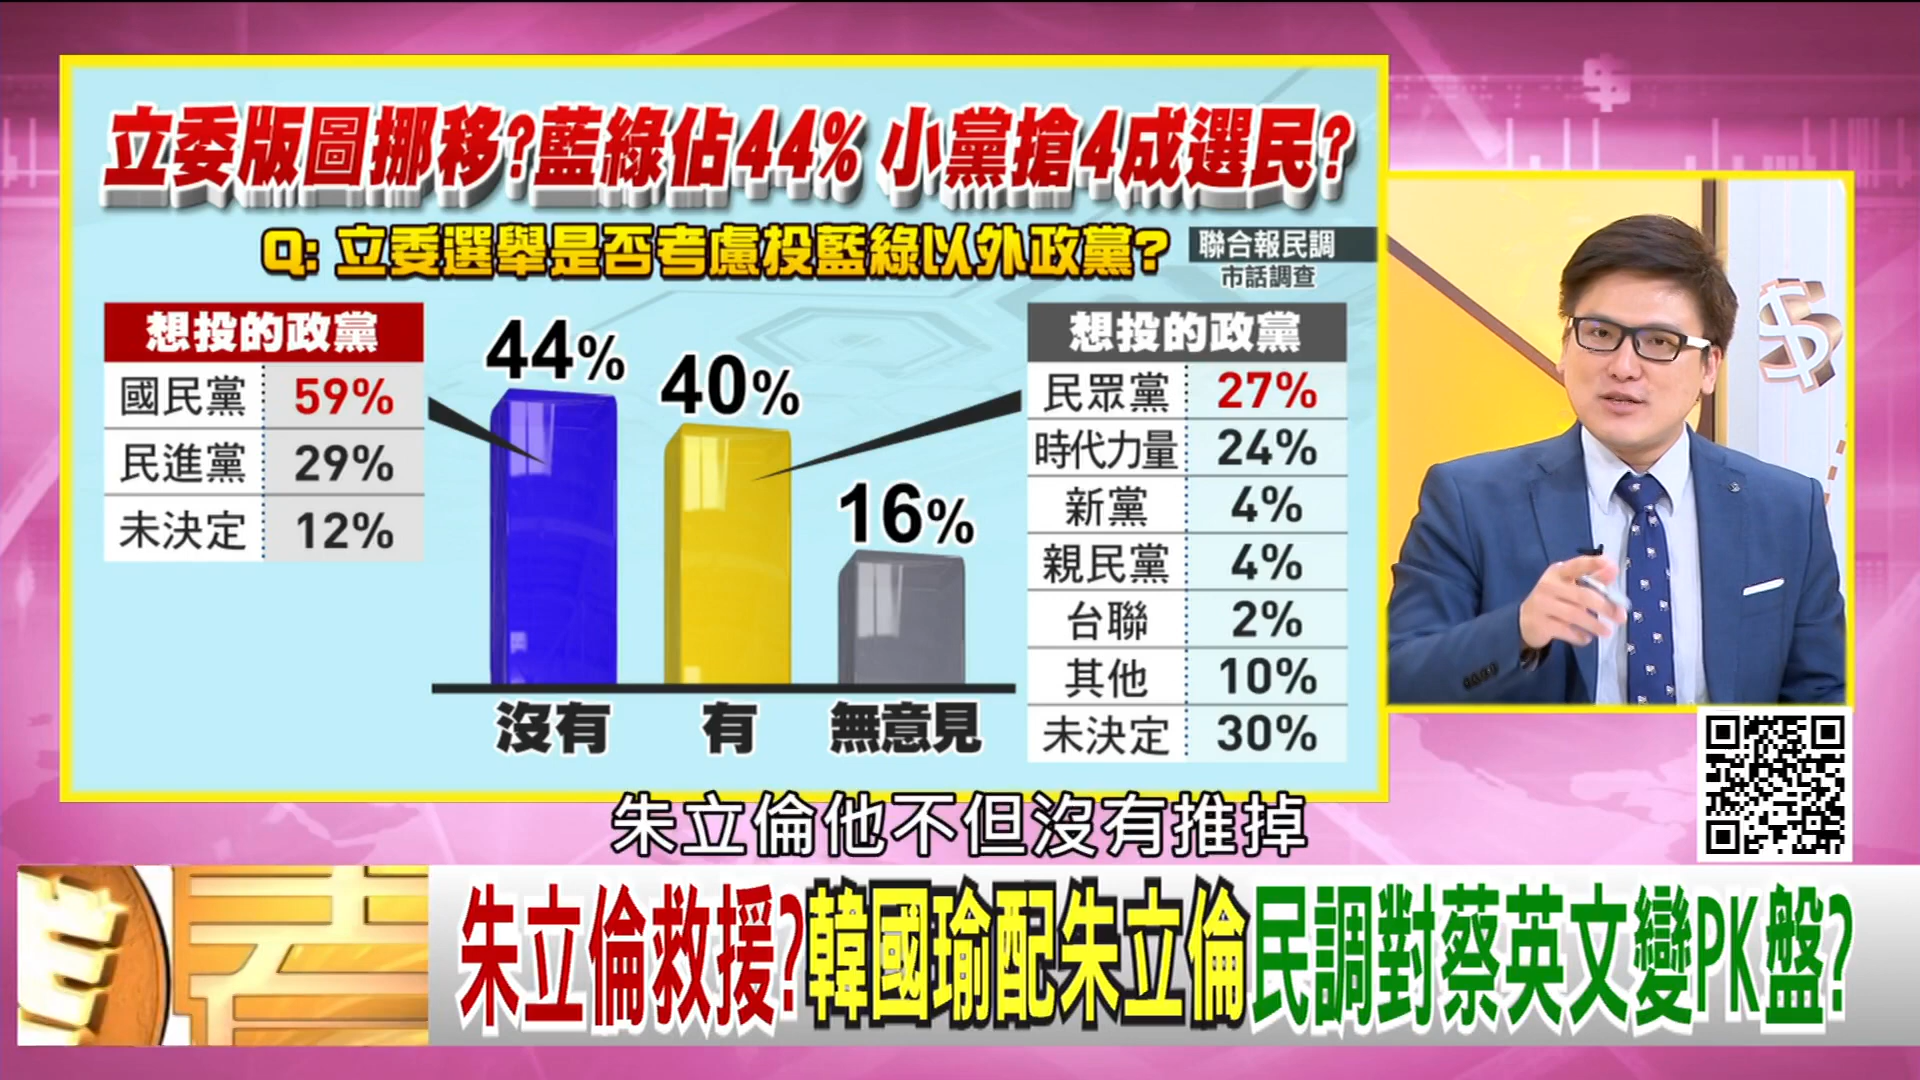 立委版圖挪移?藍綠佔44% 小黨搶4成選民?
Q: 立委選舉是否考慮投藍綠以外政黨?
聯合報民調
市話調查
想投的政黨
國民黨 59%
民進黨 29%
未決定 12%
44%
40%
16%
沒有 有 無意見
想投的政黨
民眾黨 27%
時代力量 24%
新黨 4%
親民黨 4%
台聯 2%
其他 10%
未決定 30%
$
$
朱立倫他不但沒有推掉
朱立倫救援?韓國瑜配朱立倫民調對蔡英文變PK盤?